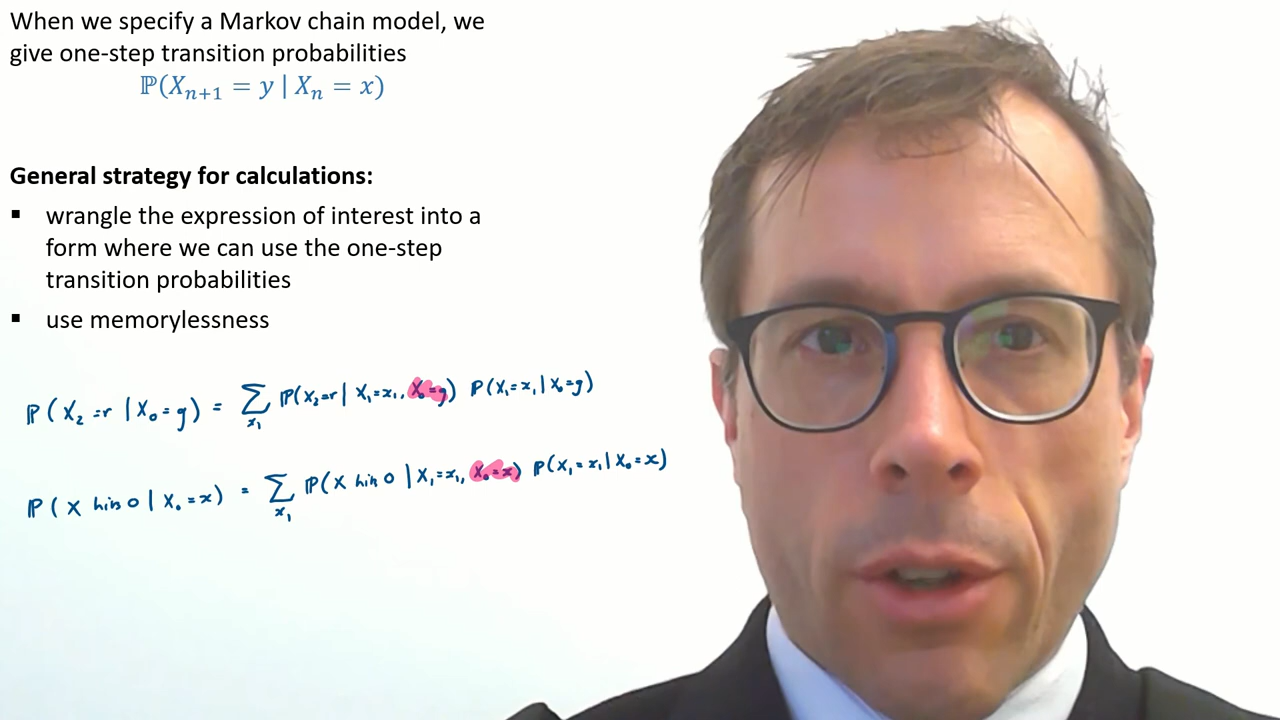 When we specify a Markov chain model, we
give one-step transition probabilities
ℙ(Xₙ₊₁ = y | Xₙ = x)
General strategy for calculations:
▪ wrangle the expression of interest into a
form where we can use the one-step
transition probabilities
▪ use memorylessness
ℙ(X₂=r | X₀=g) = ∑ₓ₁ ℙ(X₂=r | X₁=x₁, X₀=g) ℙ(X₁=x₁ | X₀=g)
ℙ(X hits 0 | X₀=x) = ∑ₓ₁ ℙ(X hits 0 | X₁=x₁, X₀=x) ℙ(X₁=x₁ | X₀=x)